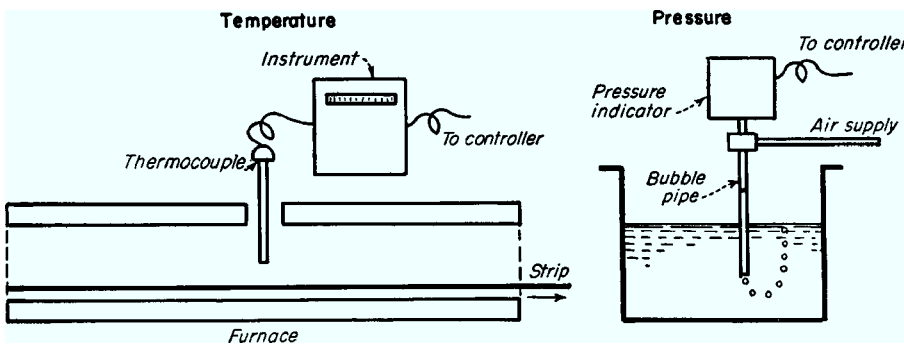 Temperature
Instrument
To controller
Thermocouple
Strip
Furnace
Pressure
To controller
Pressure
indicator
Air supply
Bubble
pipe